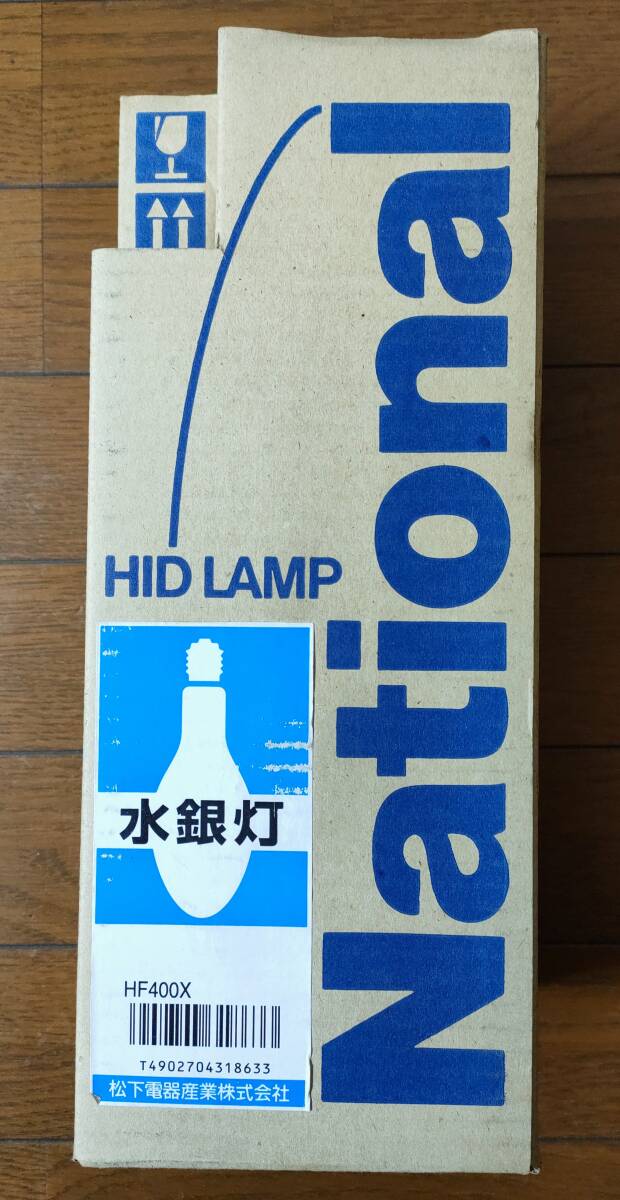 National
HID LAMP
水銀灯
HF400X
T4902704318633
松下電器産業株式会社